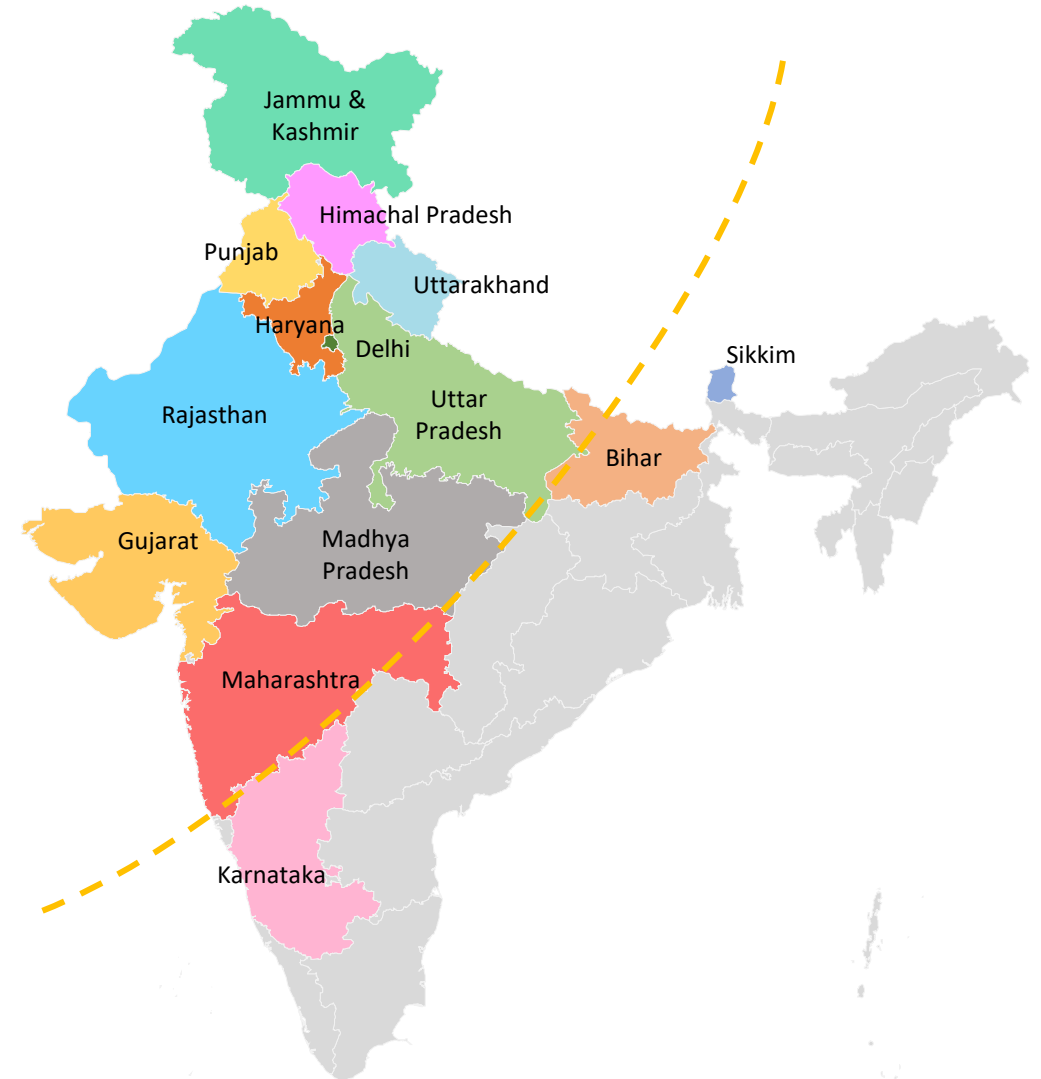 Jammu &
Kashmir
Himachal Pradesh
Punjab
Uttarakhand
Haryana
Delhi
Sikkim
Rajasthan
Uttar
Pradesh
Bihar
Gujarat
Madhya
Pradesh
Maharashtra
Karnataka